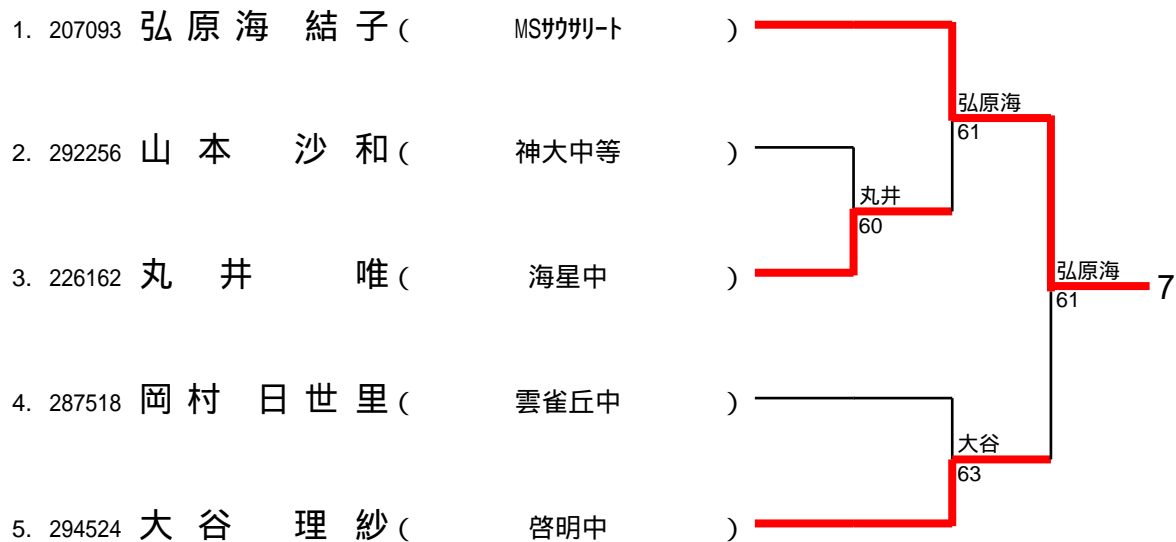 1. 207093 弘原海 結子 ( MSサウサリート )
弘原海
61
2. 292256 山本 沙和 ( 神大中等 )
丸井
60
3. 226162 丸井 唯 ( 海星中 )
弘原海
61
7
4. 287518 岡村 日世里 ( 雲雀丘中 )
大谷
63
5. 294524 大谷 理紗 ( 啓明中 )